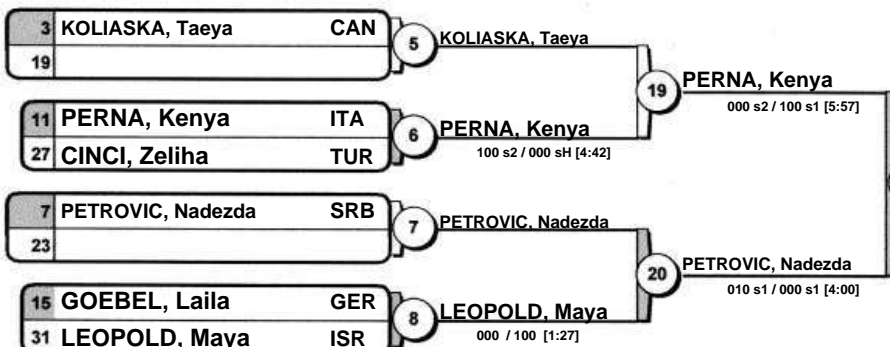 3 KOLIASKA, Taeya CAN
19
5
KOLIASKA, Taeya
11 PERNA, Kenya ITA
27 CINCI, Zeliha TUR
6
PERNA, Kenya
100 s2 / 000 sH [4:42]
19
PERNA, Kenya
000 s2 / 100 s1 [5:57]
7 PETROVIC, Nadezda SRB
23
7
PETROVIC, Nadezda
15 GOEBEL, Laila GER
31 LEOPOLD, Maya ISR
8
LEOPOLD, Maya
000 / 100 [1:27]
20
PETROVIC, Nadezda
010 s1 / 000 s1 [4:00]